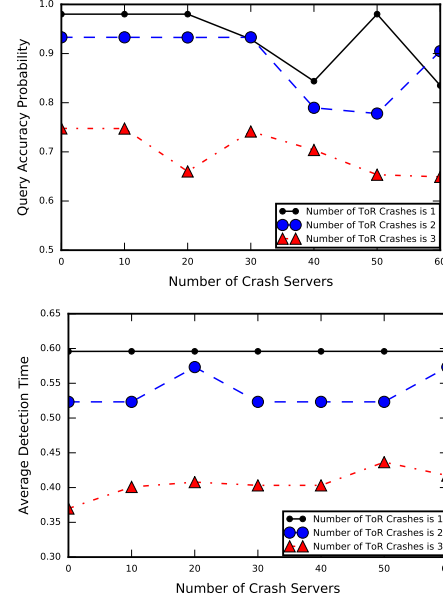 1.0
0.9
0.8
0.7
0.6
0.5
Query Accuracy Probability
0 10 20 30 40 50 60
Number of Crash Servers
Number of ToR Crashes is 1
Number of ToR Crashes is 2
Number of ToR Crashes is 3
0.65
0.60
0.55
0.50
0.45
0.40
0.35
0.30
Average Detection Time
0 10 20 30 40 50 6
Number of Crash Servers
Number of ToR Crashes is 1
Number of ToR Crashes is 2
Number of ToR Crashes is 3